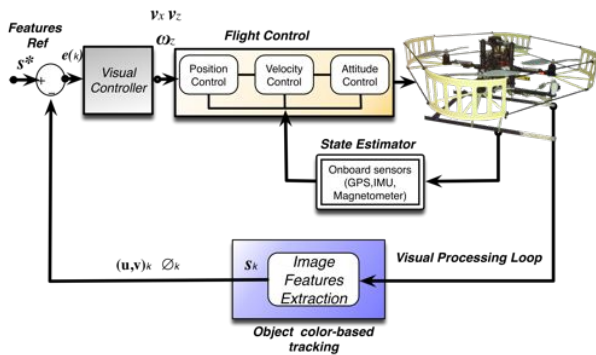 Features
Ref
s*
+
-
e(k)
Visual
Controller
vx vz
ωz
Flight Control
Position
Control
Velocity
Control
Attitude
Control
State Estimator
Onboard sensors
(GPS,IMU,
Magnetometer)
Visual Processing Loop
(u,v)k ∅k
sk
Image
Features
Extraction
Object color-based
tracking